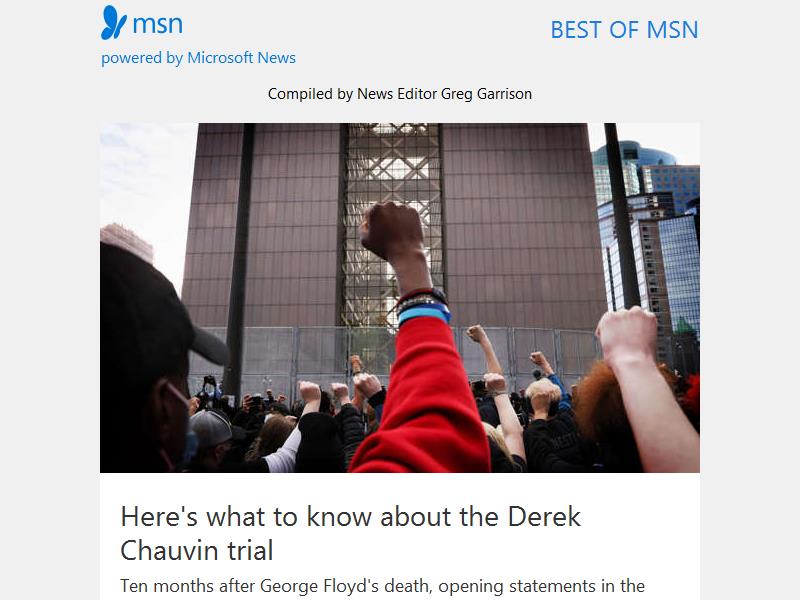 msn
BEST OF MSN
powered by Microsoft News
Compiled by News Editor Greg Garrison
Here's what to know about the Derek
Chauvin trial
Ten months after George Floyd's death, opening statements in the